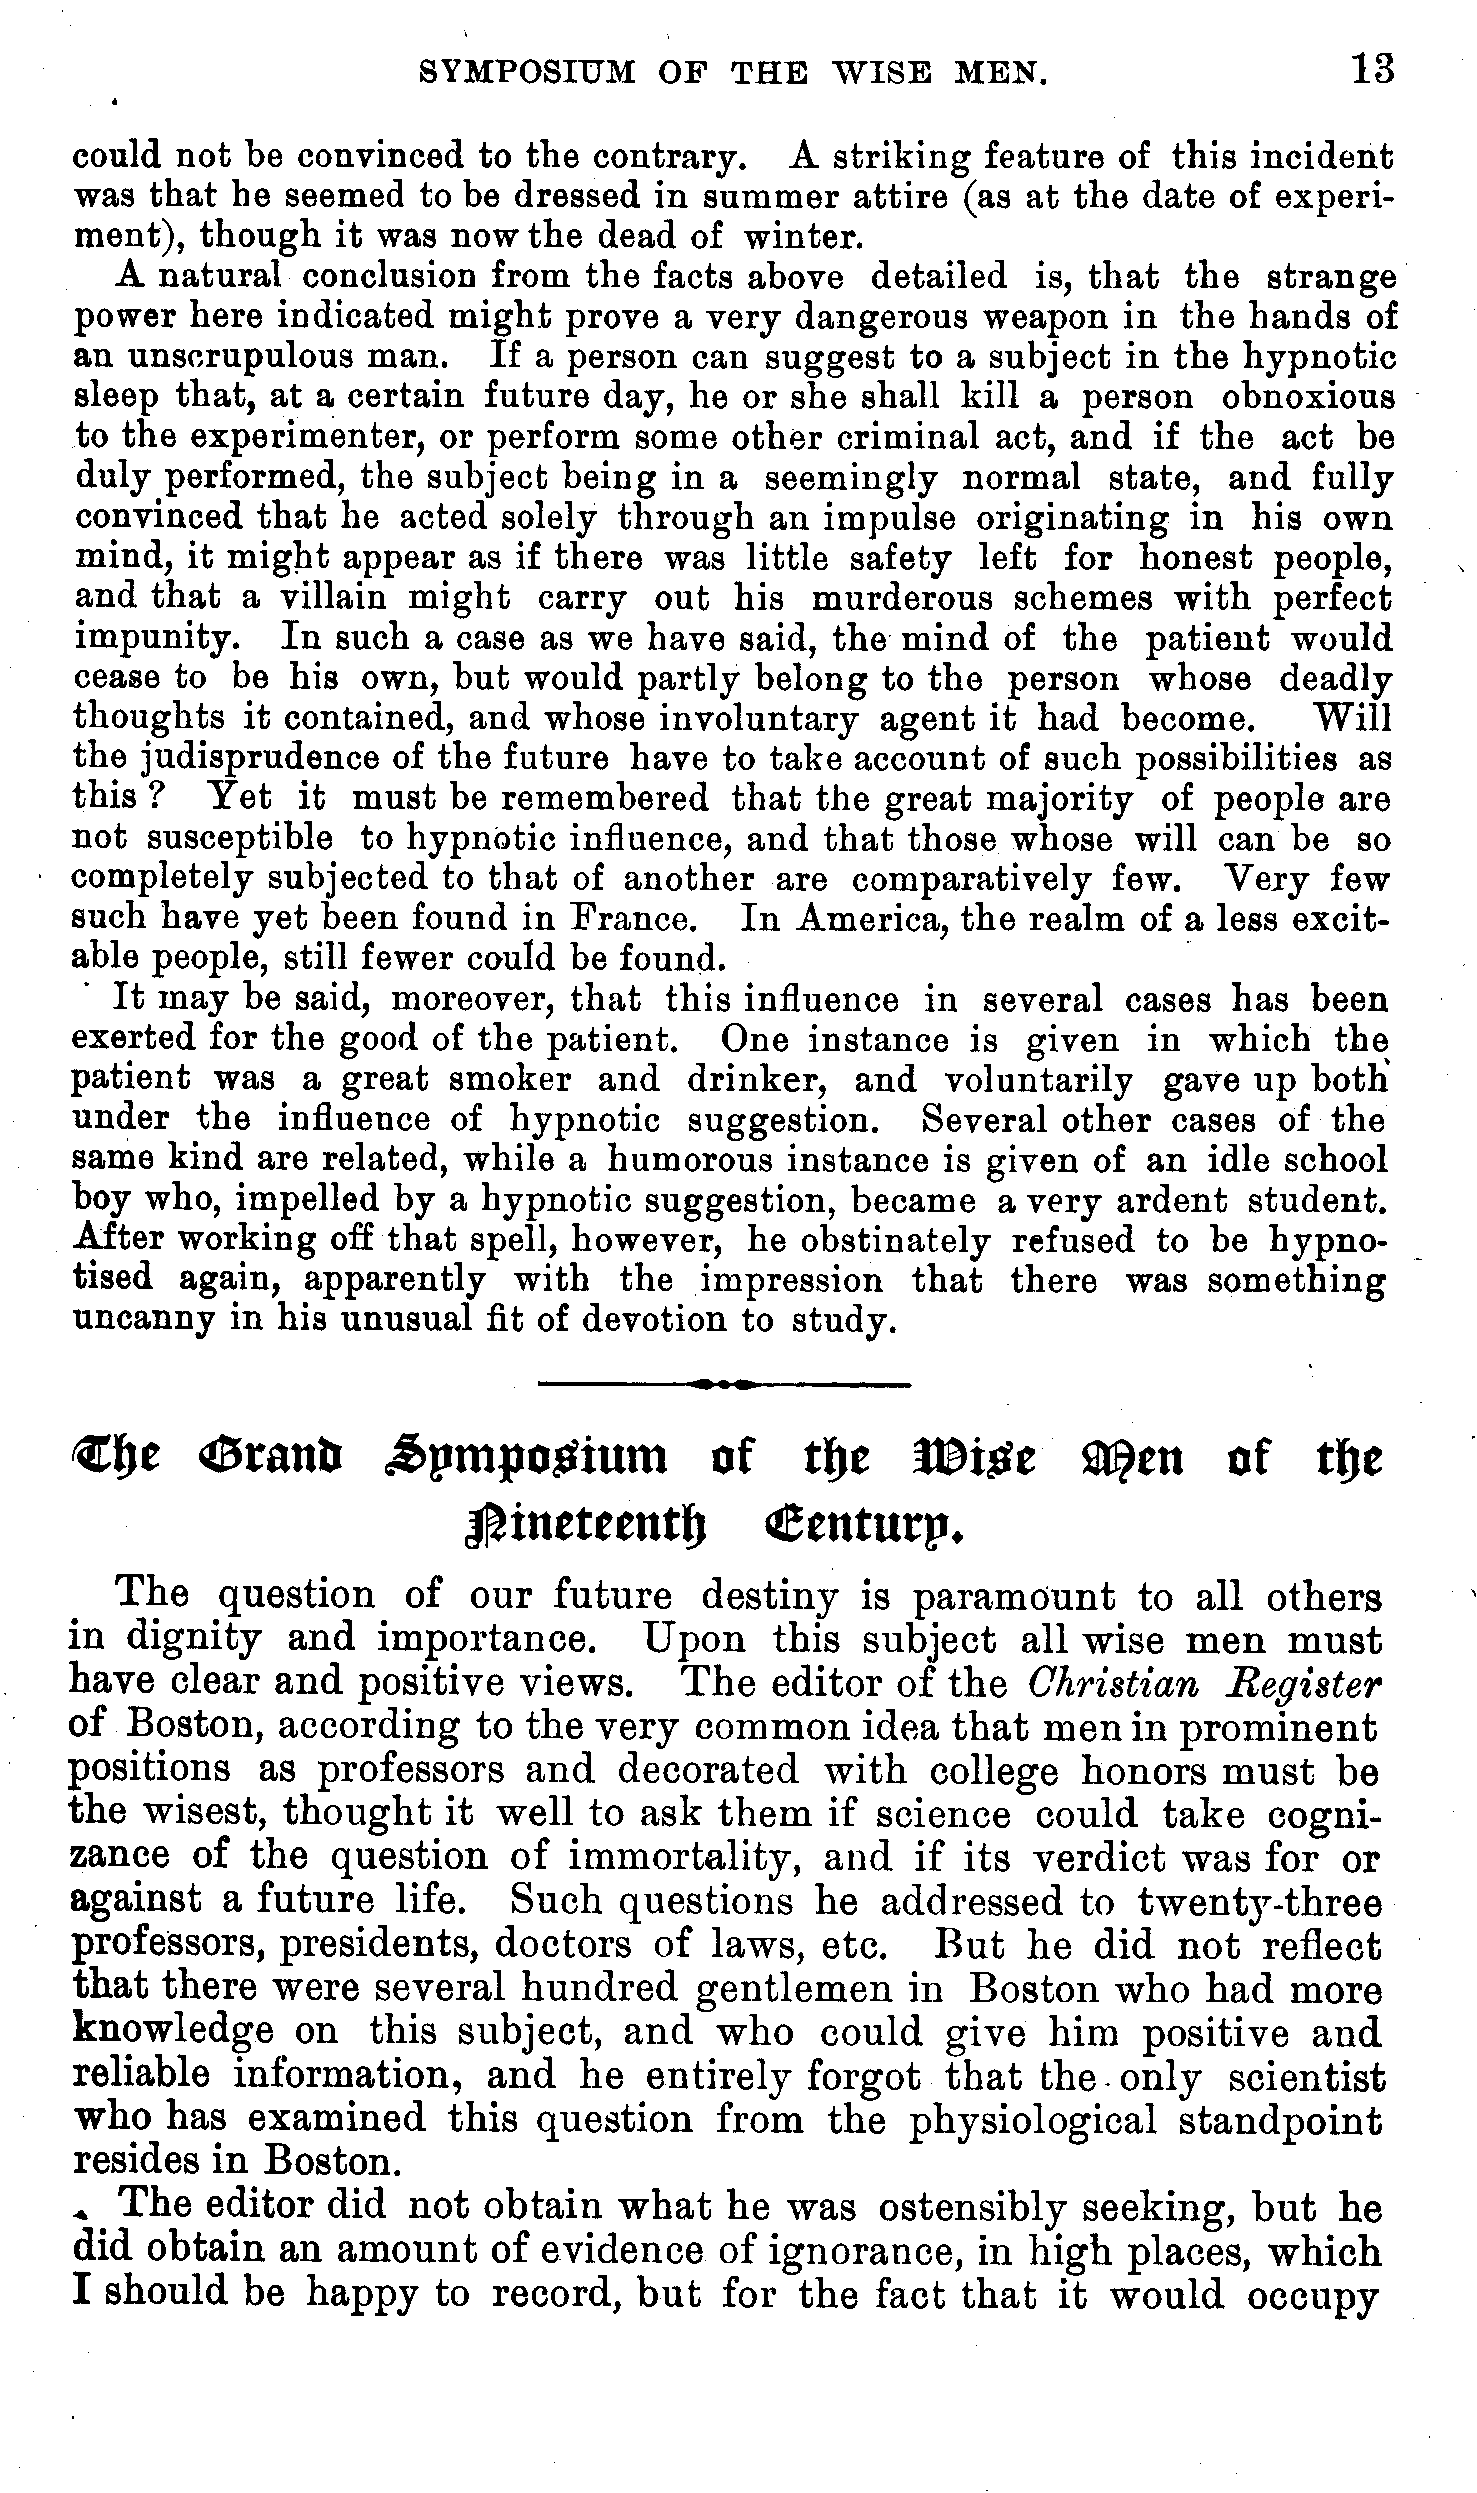 SYMPOSIUM OF THE WISE MEN. 13
could not be convinced to the contrary. A striking feature of this incident
was that he seemed to be dressed in summer attire (as at the date of experi-
ment), though it was now the dead of winter.
A natural conclusion from the facts above detailed is, that the strange
power here indicated might prove a very dangerous weapon in the hands of
an unscrupulous man. If a person can suggest to a subject in the hypnotic
sleep that, at a certain future day, he or she shall kill a person obnoxious
to the experimenter, or perform some other criminal act, and if the act be
duly performed, the subject being in a seemingly normal state, and fully
convinced that he acted solely through an impulse originating in his own
mind, it might appear as if there was little safety left for honest people,
and that a villain might carry out his murderous schemes with perfect
impunity. In such a case as we have said, the mind of the patient would
cease to be his own, but would partly belong to the person whose deadly
thoughts it contained, and whose involuntary agent it had become. Will
the judisprudence of the future have to take account of such possibilities as
this? Yet it must be remembered that the great majority of people are
not susceptible to hypnotic influence, and that those whose will can be so
completely subjected to that of another are comparatively few. Very few
such have yet been found in France. In America, the realm of a less excit-
able people, still fewer could be found.
It may be said, moreover, that this influence in several cases has been
exerted for the good of the patient. One instance is given in which the
patient was a great smoker and drinker, and voluntarily gave up both
under the influence of hypnotic suggestion. Several other cases of the
same kind are related, while a humorous instance is given of an idle school
boy who, impelled by a hypnotic suggestion, became a very ardent student.
After working off that spell, however, he obstinately refused to be hypno-
tised again, apparently with the impression that there was something
uncanny in his unusual fit of devotion to study.
The Grand Symposium of the Wise Men of the
Nineteenth Century.
The question of our future destiny is paramount to all others
in dignity and importance. Upon this subject all wise men must
have clear and positive views. The editor of the Christian Register
of Boston, according to the very common idea that men in prominent
positions as professors and decorated with college honors must be
the wisest, thought it well to ask them if science could take cogni-
zance of the question of immortality, and if its verdict was for or
against a future life. Such questions he addressed to twenty-three
professors, presidents, doctors of laws, etc. But he did not reflect
that there were several hundred gentlemen in Boston who had more
knowledge on this subject, and who could give him positive and
reliable information, and he entirely forgot that the only scientist
who has examined this question from the physiological standpoint
resides in Boston.
The editor did not obtain what he was ostensibly seeking, but he
did obtain an amount of evidence of ignorance, in high places, which
I should be happy to record, but for the fact that it would occupy